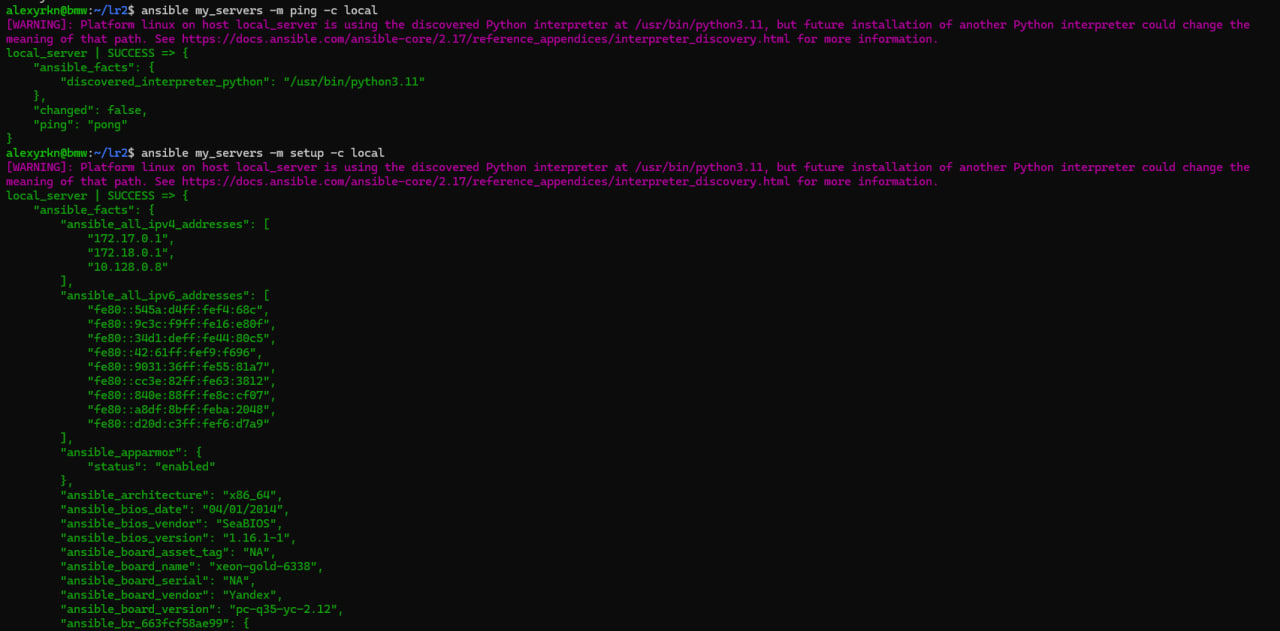 alexyrkn@bmw:~/lr2$ ansible my_servers -m ping -c local
[WARNING]: Platform linux on host local_server is using the discovered Python interpreter at /usr/bin/python3.11, but future installation of another Python interpreter could change the
meaning of that path. See https://docs.ansible.com/ansible-core/2.17/reference_appendices/interpreter_discovery.html for more information.
local_server | SUCCESS => {
    "ansible_facts": {
        "discovered_interpreter_python": "/usr/bin/python3.11"
    },
    "changed": false,
    "ping": "pong"
}
alexyrkn@bmw:~/lr2$ ansible my_servers -m setup -c local
[WARNING]: Platform linux on host local_server is using the discovered Python interpreter at /usr/bin/python3.11, but future installation of another Python interpreter could change the
meaning of that path. See https://docs.ansible.com/ansible-core/2.17/reference_appendices/interpreter_discovery.html for more information.
local_server | SUCCESS => {
    "ansible_facts": {
        "ansible_all_ipv4_addresses": [
            "172.17.0.1",
            "172.18.0.1",
            "10.128.0.8"
        ],
        "ansible_all_ipv6_addresses": [
            "fe80::545a:d4ff:fef4:68c",
            "fe80::9c3c:f9ff:fe16:e80f",
            "fe80::34d1:deff:fe44:80c5",
            "fe80::42:61ff:fef9:f696",
            "fe80::9031:36ff:fe55:81a7",
            "fe80::cc3e:82ff:fe63:3812",
            "fe80::840e:88ff:fe8c:cf07",
            "fe80::a8df:8bff:feba:2048",
            "fe80::d20d:c3ff:fef6:d7a9"
        ],
        "ansible_apparmor": {
            "status": "enabled"
        },
        "ansible_architecture": "x86_64",
        "ansible_bios_date": "04/01/2014",
        "ansible_bios_vendor": "SeaBIOS",
        "ansible_bios_version": "1.16.1-1",
        "ansible_board_asset_tag": "NA",
        "ansible_board_name": "xeon-gold-6338",
        "ansible_board_serial": "NA",
        "ansible_board_vendor": "Yandex",
        "ansible_board_version": "pc-q35-yc-2.12",
        "ansible_br_663fcf58ae99": {